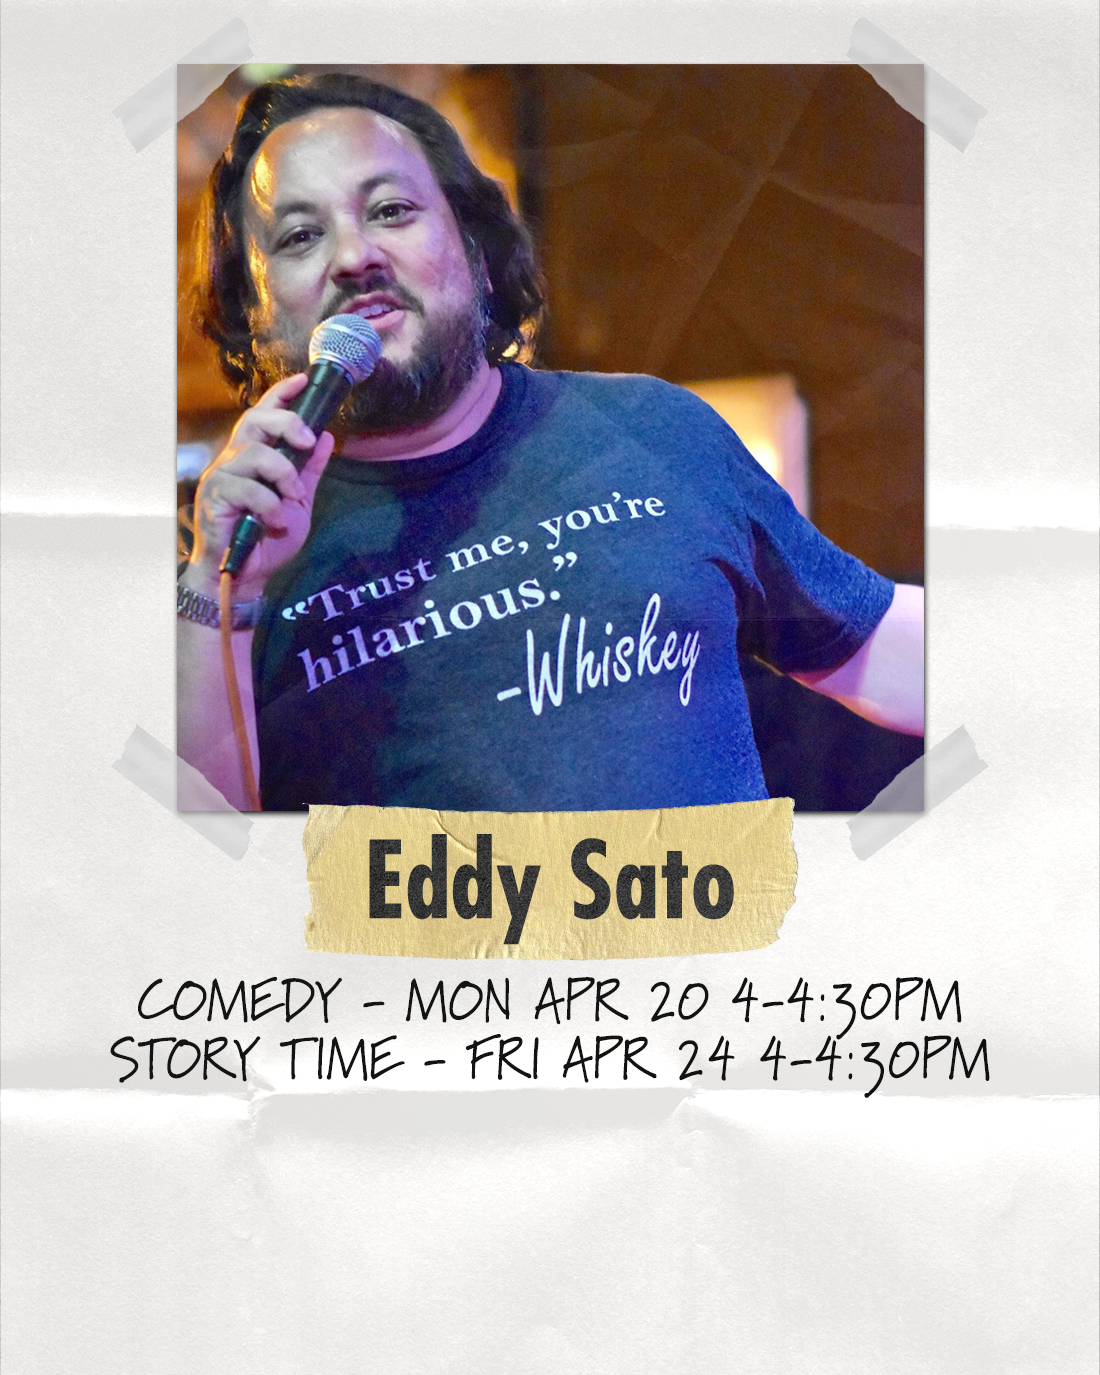 “Trust me, you’re
hilarious.”
-Whiskey
Eddy Sato
COMEDY - MON APR 20 4-4:30PM
STORY TIME - FRI APR 24 4-4:30PM